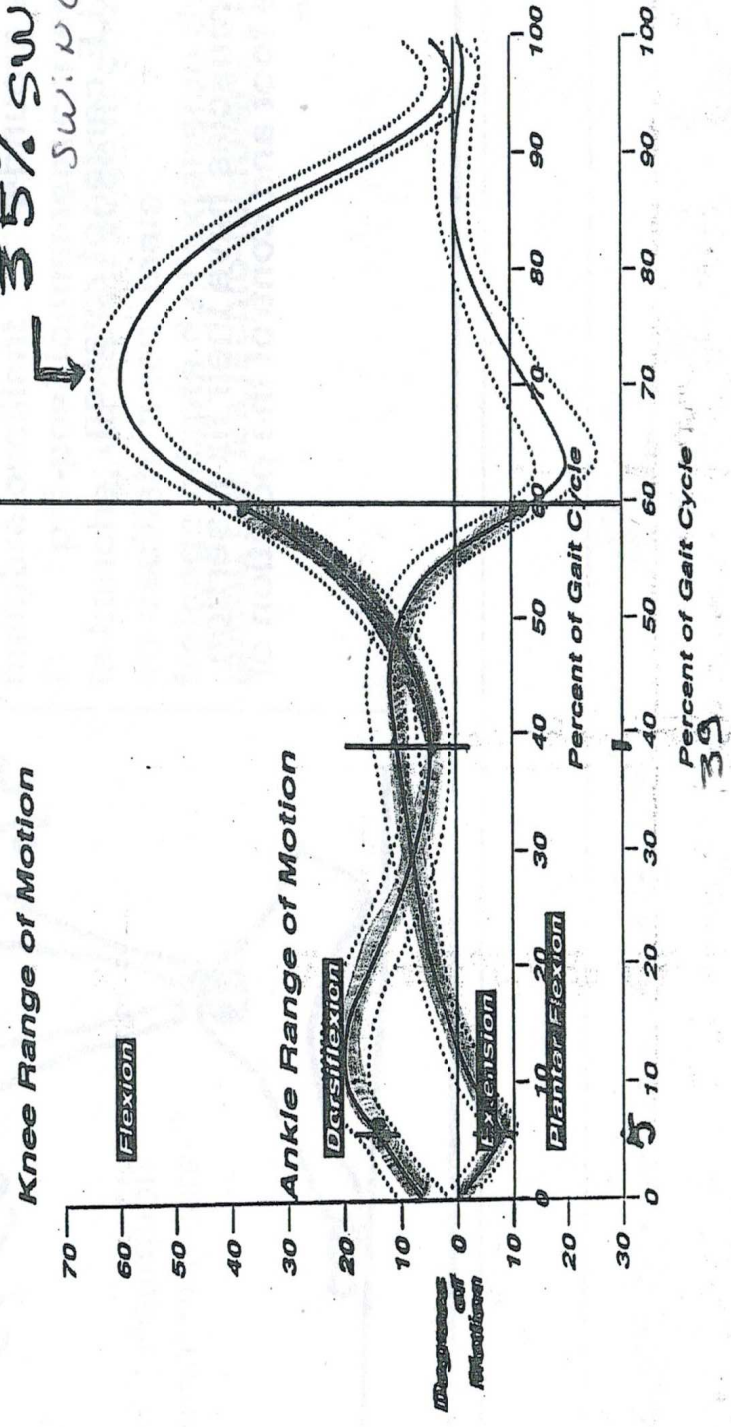 35% SW
SWING
Knee Range of Motion
Flexion
Ankle Range of Motion
Dorsiflexion
Extension
Planter Flexion
70
60
50
40
30
20
10
0
10
20
30
Degrees
of
Motion
0 10 20 30 40 50 60 70 80 90 100
Percent of Gait Cycle
0 5 10 20 30 40 50 60 70 80 90 100
Percent of Gait Cycle
39